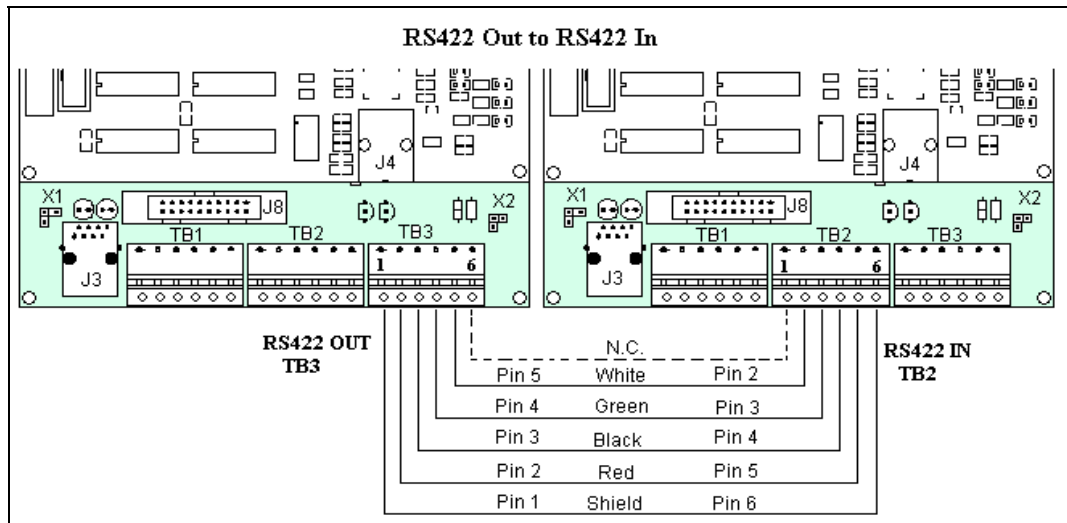 RS422 Out to RS422 In
J4 J4
X1 J8 X2 X1 J8 X2
TB1 TB2 TB3 TB1 TB2 TB3
J3 1 6 J3 1 6
RS422 OUT
TB3
RS422 IN
TB2
N.C.
Pin 5 White Pin 2
Pin 4 Green Pin 3
Pin 3 Black Pin 4
Pin 2 Red Pin 5
Pin 1 Shield Pin 6